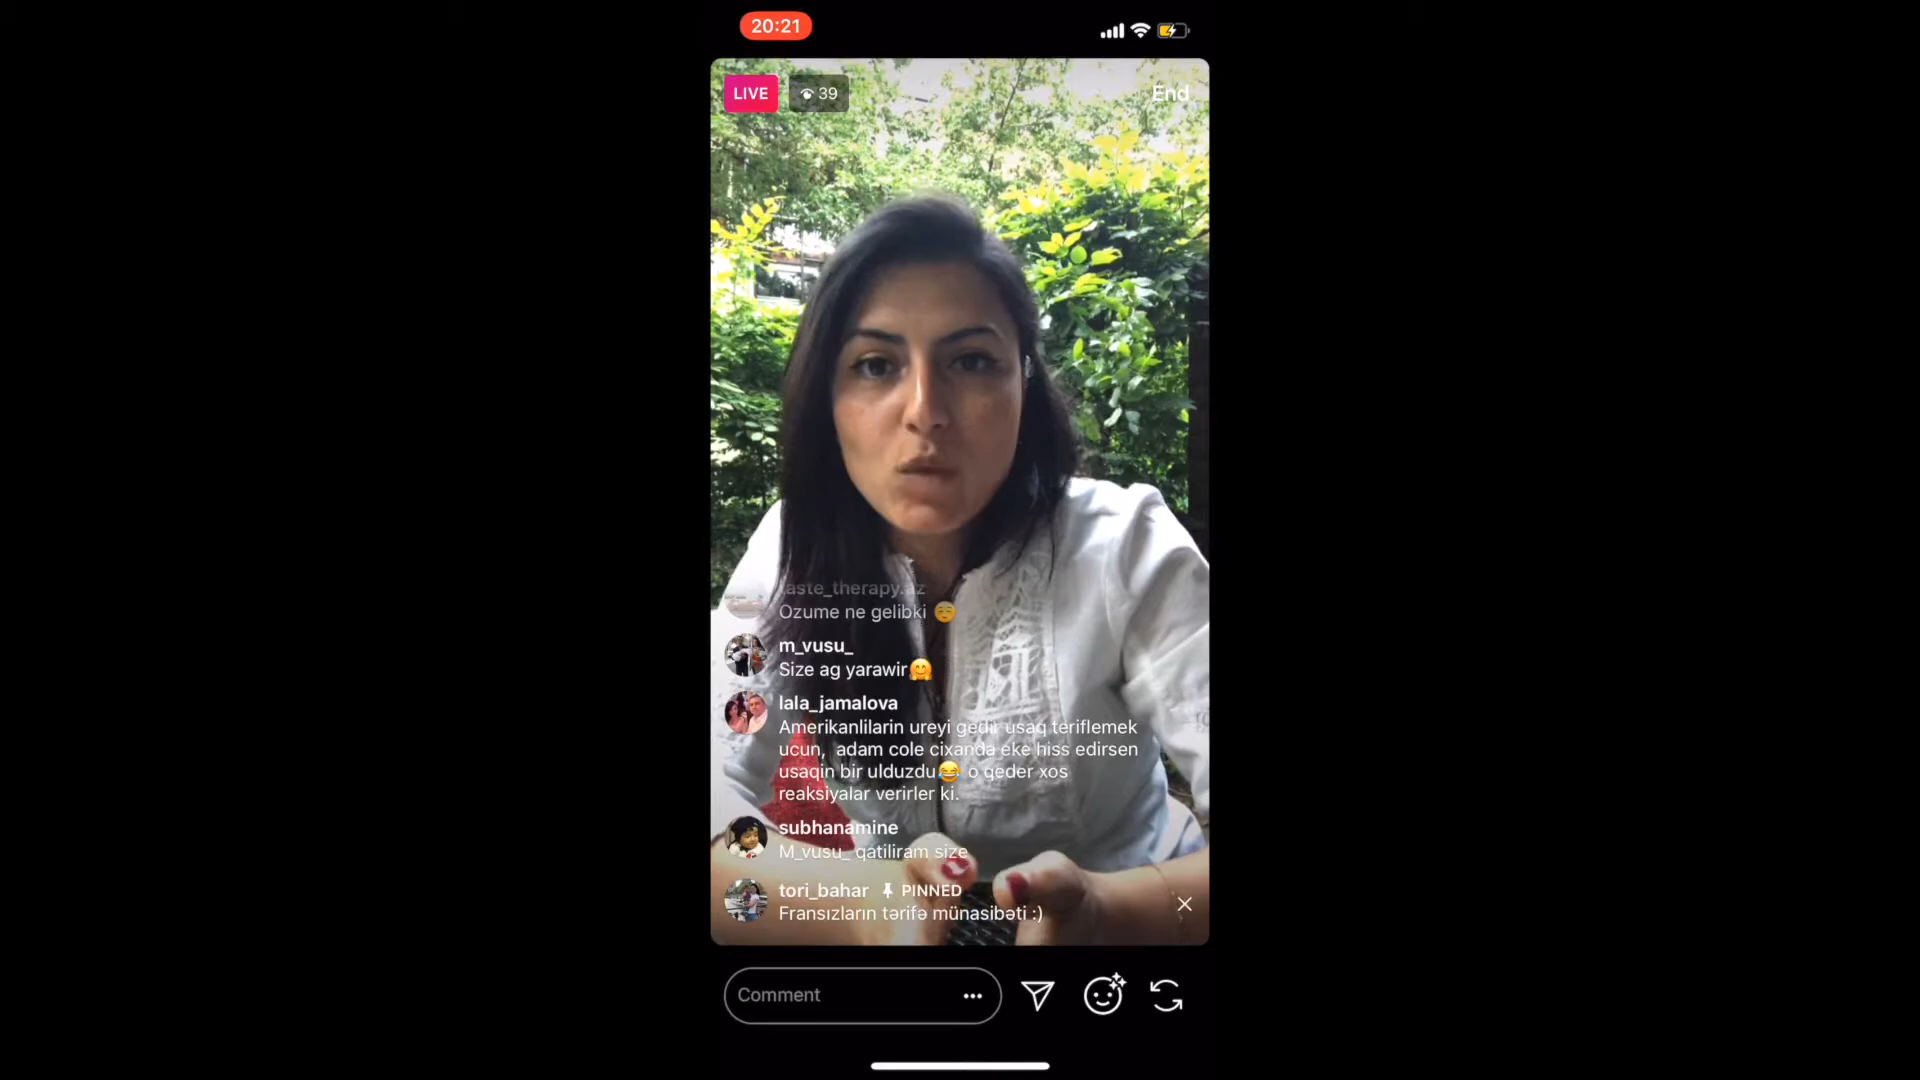 20:21
LIVE
39
End
taste_therapy.az
Ozume ne gelibki
m_vusu_
Size ag yarawir
lala_jamalova
Amerikanlilarin ureyi gedir usaq teriflemek
ucun, adam cole cixanda eke hiss edirsen
usaqin bir ulduzdu😂 o qeder xos
reaksiyalar verirler ki.
subhanamine
M_vusu_ qatiliram size
tori_bahar PINNED
Fransızların tərifə münasibəti :)
Comment